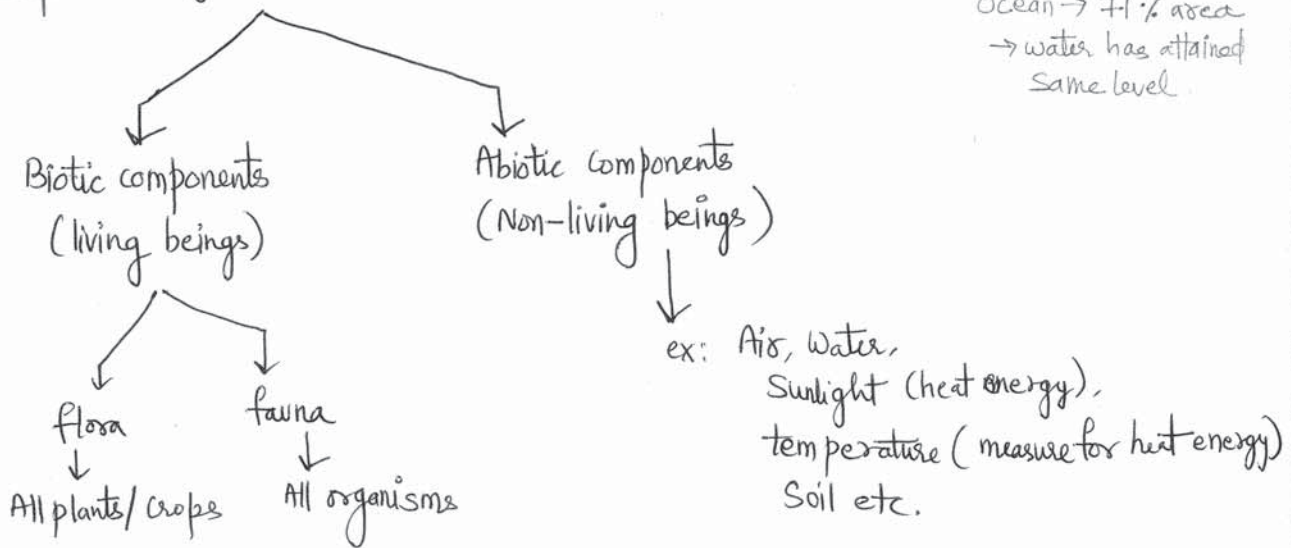 Ocean → 71% area
→ water has attained
Same level
Biotic components
(living beings)
Abiotic Components
(Non-living beings)
ex: Air, Water,
Sunlight (heat energy),
temperature (measure for heat energy)
Soil etc.
flora
fauna
All plants/crops
All organisms